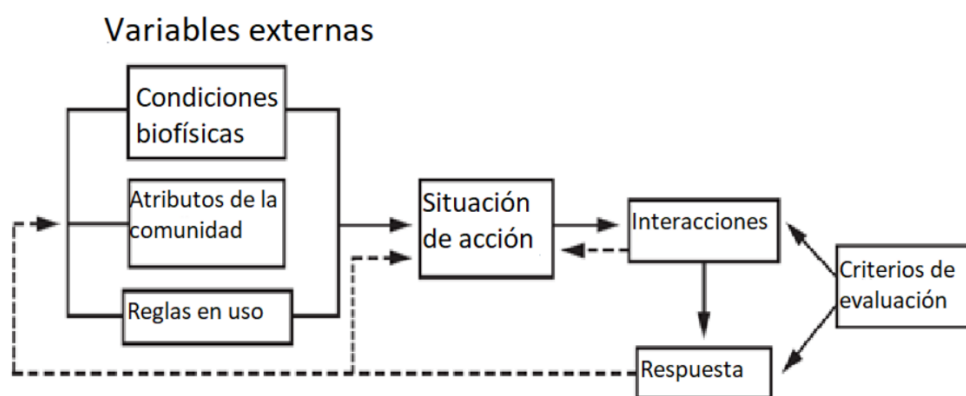 Variables externas
Condiciones
biofísicas
Atributos de la
comunidad
Reglas en uso
Situación
de acción
Interacciones
Criterios de
evaluación
Respuesta